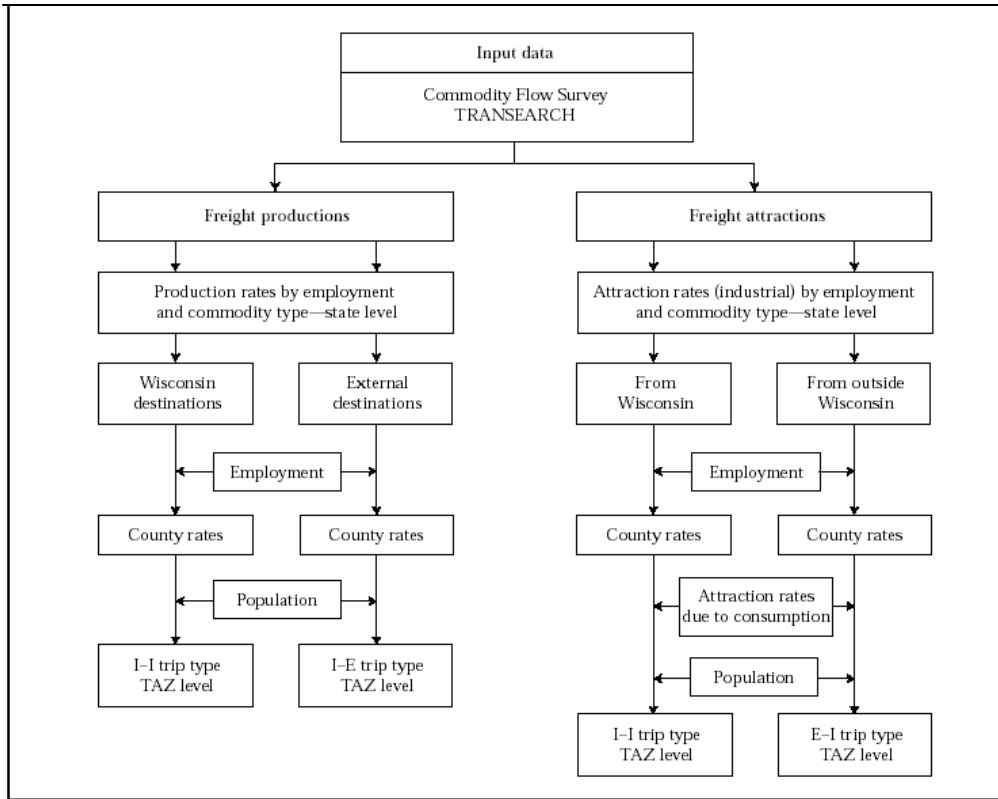 Input data
Commodity Flow Survey
TRANSEARCH
Freight productions
Freight attractions
Production rates by employment
and commodity type—state level
Attraction rates (industrial) by employment
and commodity type—state level
Wisconsin
destinations
External
destinations
From
Wisconsin
From outside
Wisconsin
Employment
Employment
County rates
County rates
County rates
County rates
Population
Attraction rates
due to consumption
I–I trip type
TAZ level
I–E trip type
TAZ level
Population
I–I trip type
TAZ level
E–I trip type
TAZ level